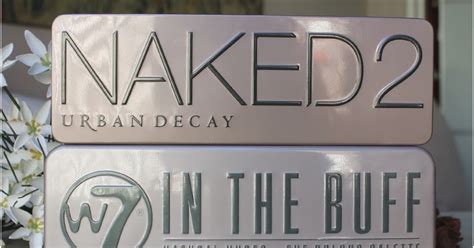 NAKED2
URBAN DECAY
W7 IN THE BUFF